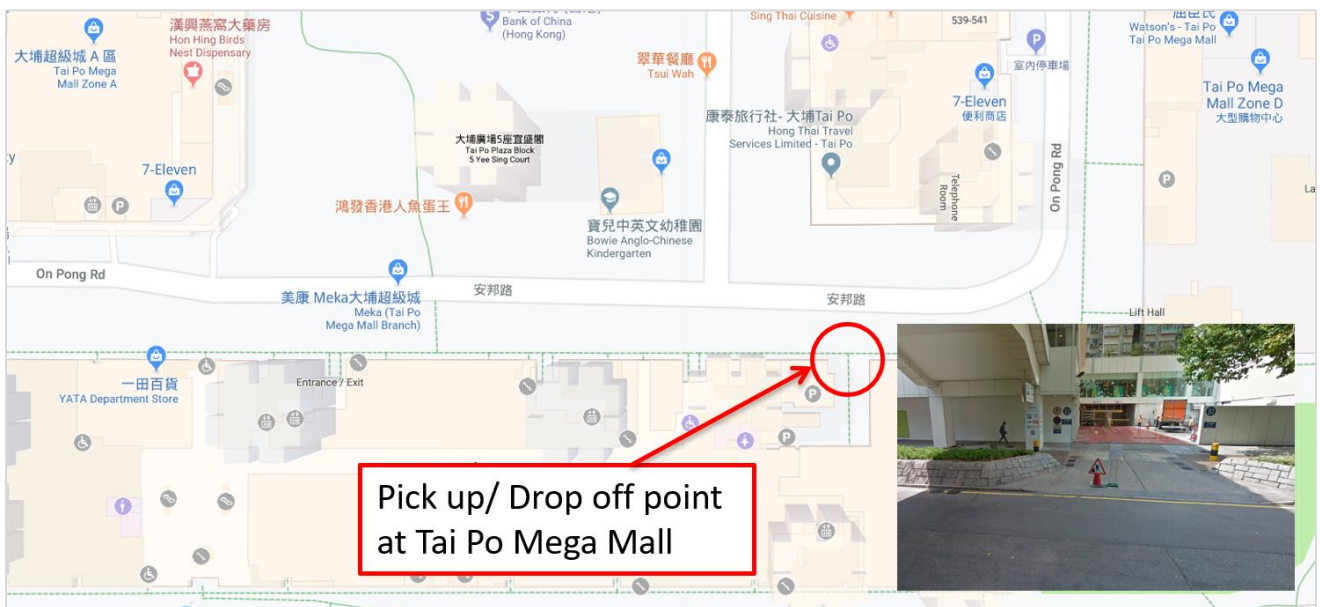 漢興燕窩大藥房
Hon Hing Birds
Nest Dispensary
大埔超級城 A 區
Tai Po Mega
Mall Zone A
Bank of China
(Hong Kong)
Sing Thai Cuisine
539-541
屈臣氏
Watson's - Tai Po
Tai Po Mega Mall
翠華餐廳
Tsui Wah
P
室內停車場
Tai Po Mega
Mall Zone D
大型購物中心
7-Eleven
便利商店
康泰旅行社- 大埔Tai Po
Hong Thai Travel
Services Limited - Tai Po
大埔廣場5座宜盛閣
Tai Po Plaza Block
5 Yee Sing Court
On Pong Rd
Telephone
Room
P
La
7-Eleven
P
鴻發香港人魚蛋王
寶兒中英文幼稚園
Bowie Anglo-Chinese
Kindergarten
On Pong Rd
安邦路
安邦路
美康 Meka大埔超級城
Meka (Tai Po
Mega Mall Branch)
Lift Hall
一田百貨
YATA Department Store
Entrance / Exit
P
P
Pick up/ Drop off point
at Tai Po Mega Mall